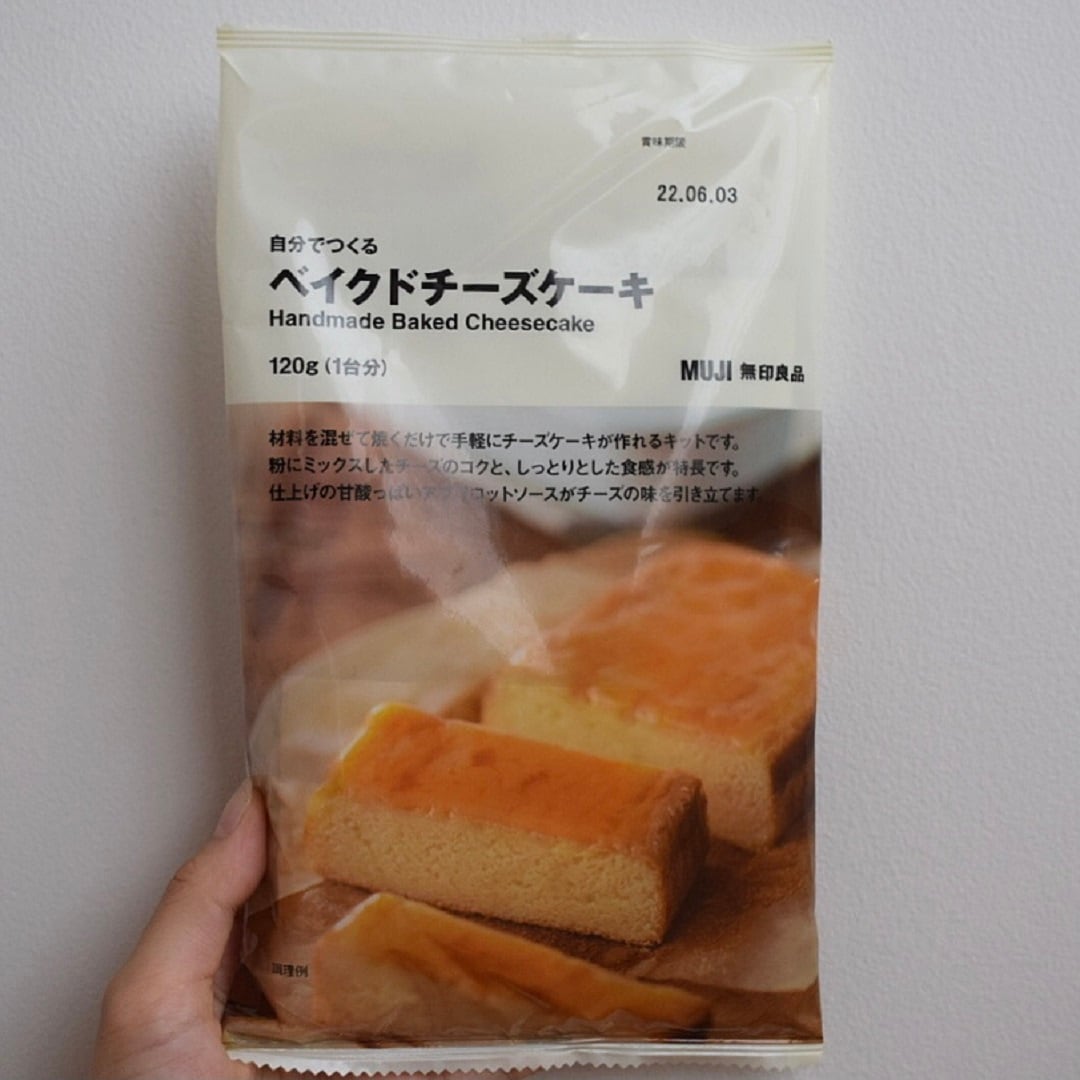 賞味期限
22.06.03
自分でつくる
ベイクドチーズケーキ
Handmade Baked Cheesecake
120g（1台分）
MUJI 無印良品
材料を混ぜて焼くだけで手軽にチーズケーキが作れるキットです。
粉にミックスしたチーズのコクと、しっとりとした食感が特長です。
仕上げの甘酸っぱいアプリコットソースがチーズの味を引き立てます。
調理例